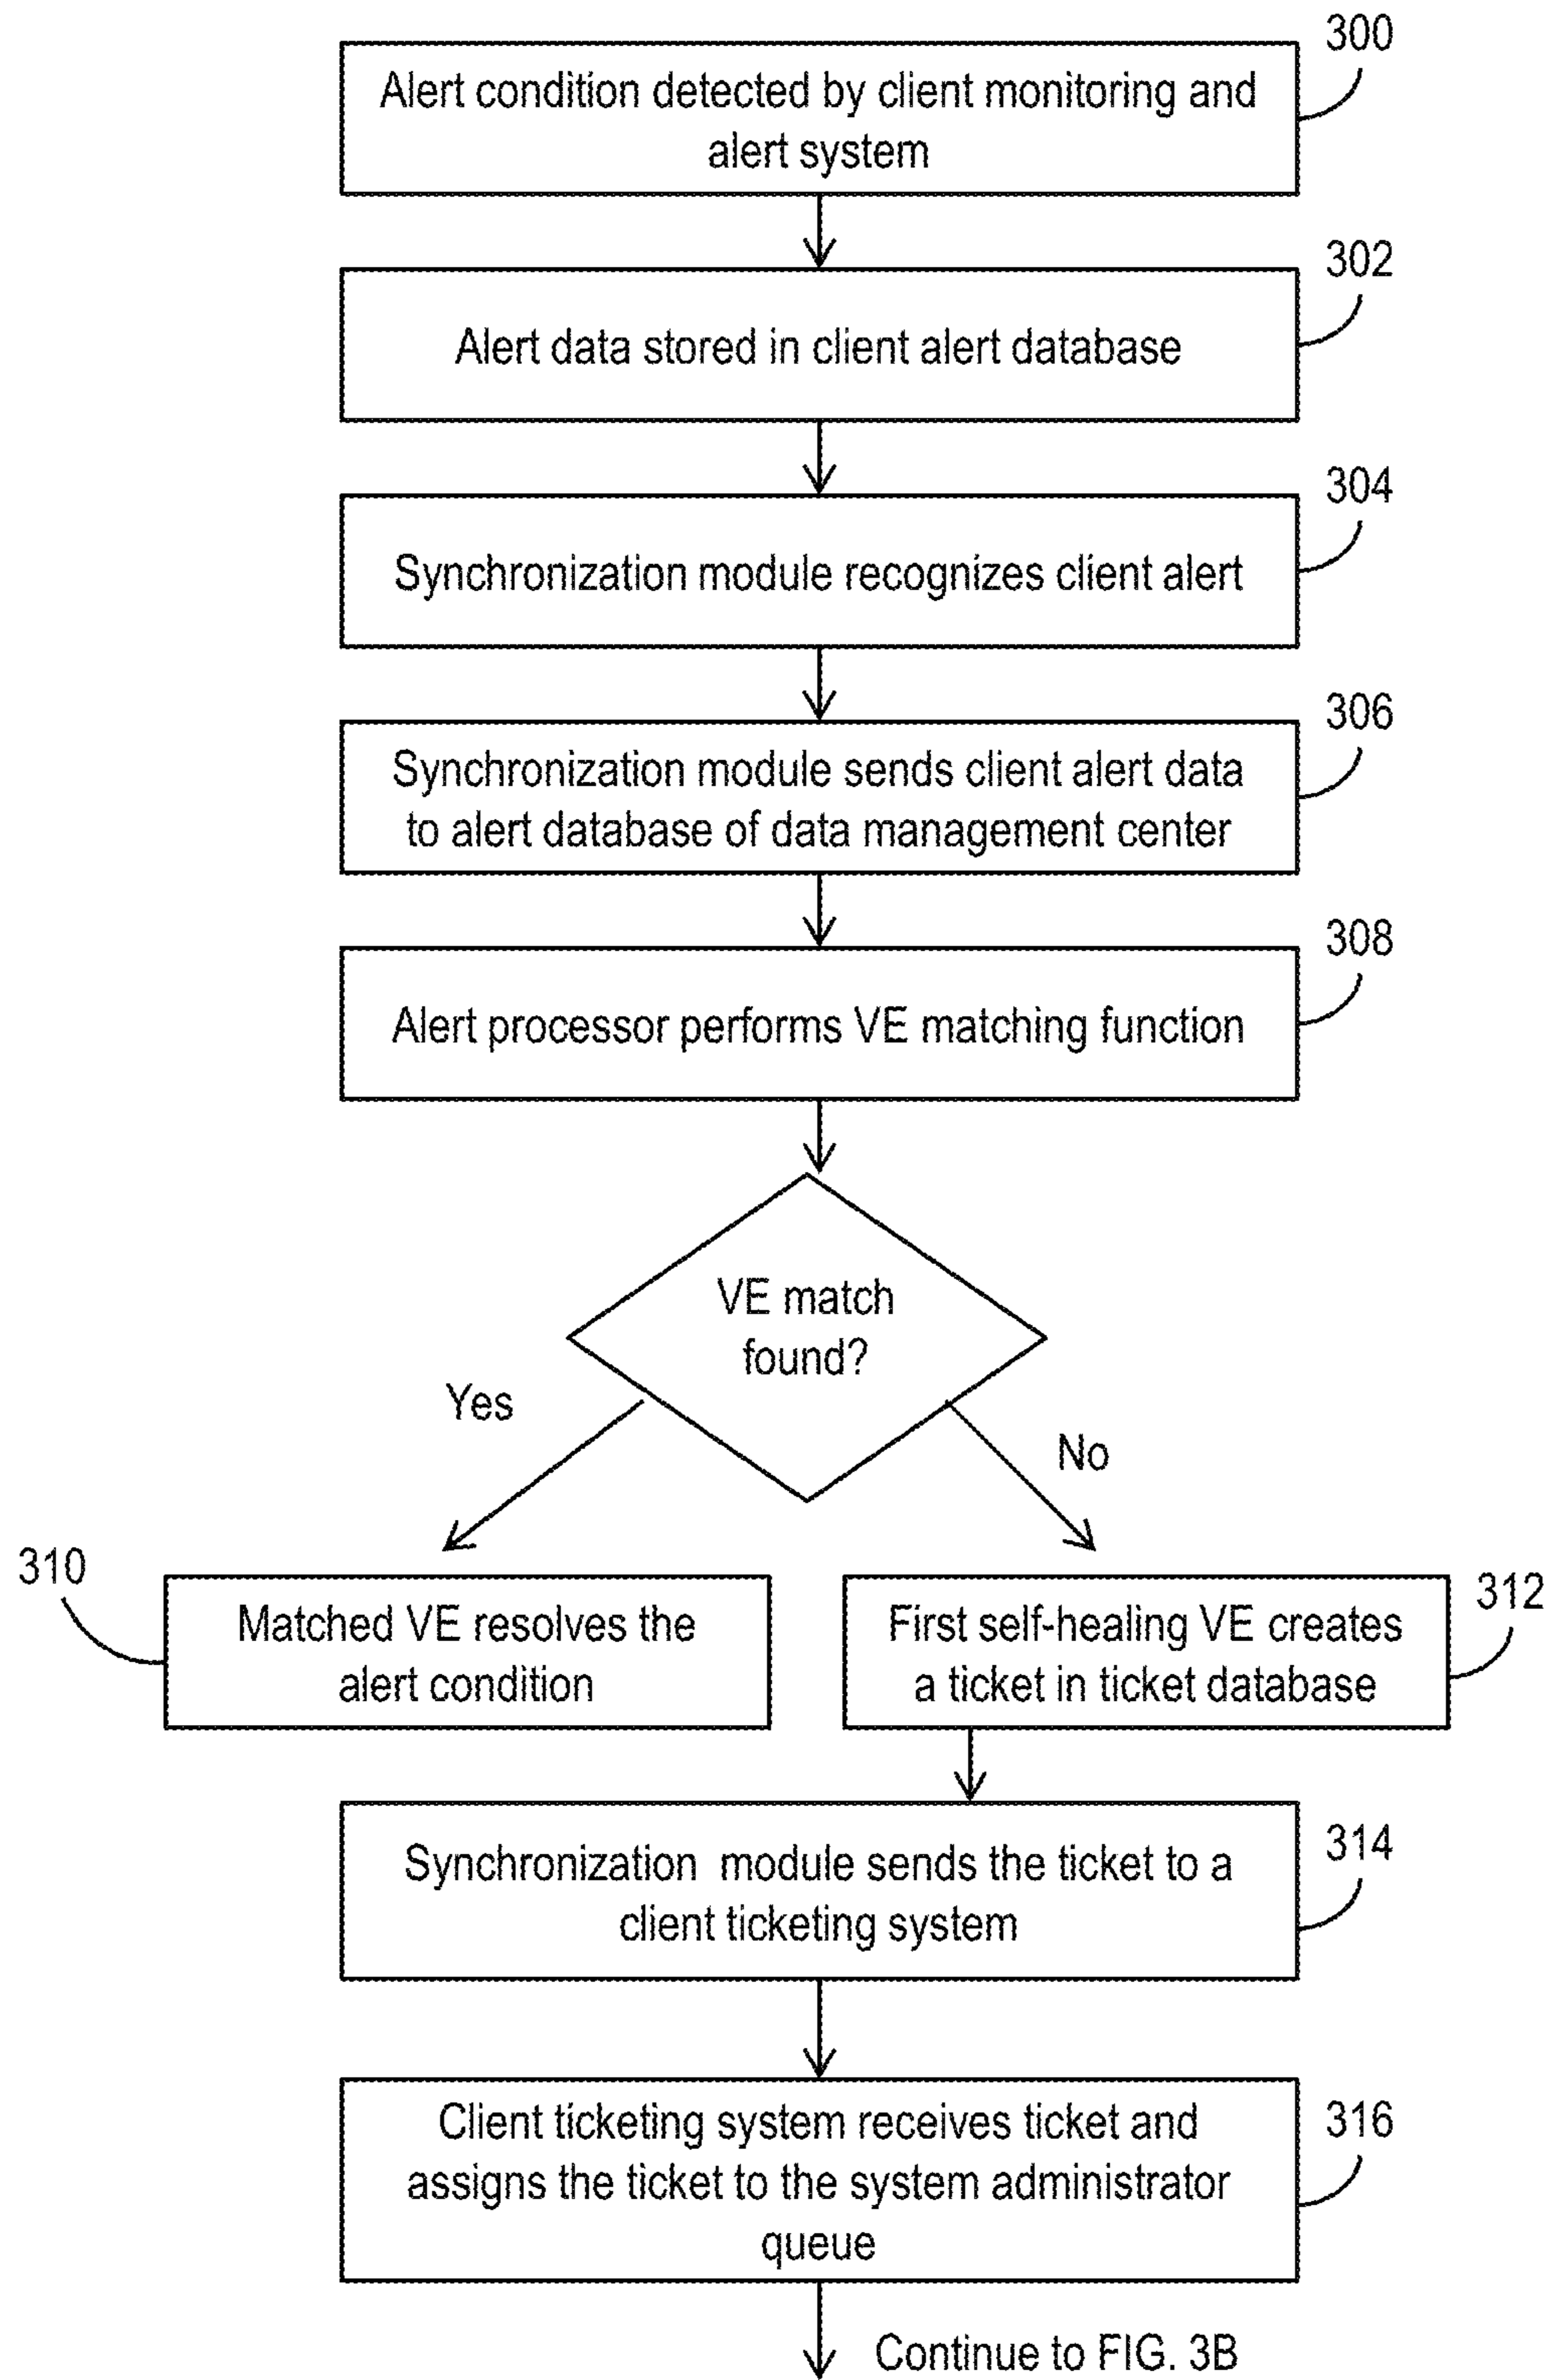 300
Alert condition detected by client monitoring and
alert system
302
Alert data stored in client alert database
304
Synchronization module recognizes client alert
306
Synchronization module sends client alert data
to alert database of data management center
308
Alert processor performs VE matching function
VE match
found?
Yes
No
310
Matched VE resolves the
alert condition
312
First self-healing VE creates
a ticket in ticket database
314
Synchronization module sends the ticket to a
client ticketing system
316
Client ticketing system receives ticket and
assigns the ticket to the system administrator
queue
Continue to FIG. 3B